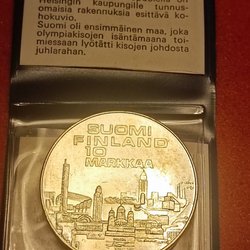 Helsingin kaupungille tunnus-
omaisia rakennuksia esittävä ko-
hokuvio.
Suomi oli ensimmäinen maa, joka
olympiakisojen isäntämaana toi-
miessaan lyötätti kisojen johdosta
juhlarahan.
SUOMI
FINLAND
10
MARKKAA